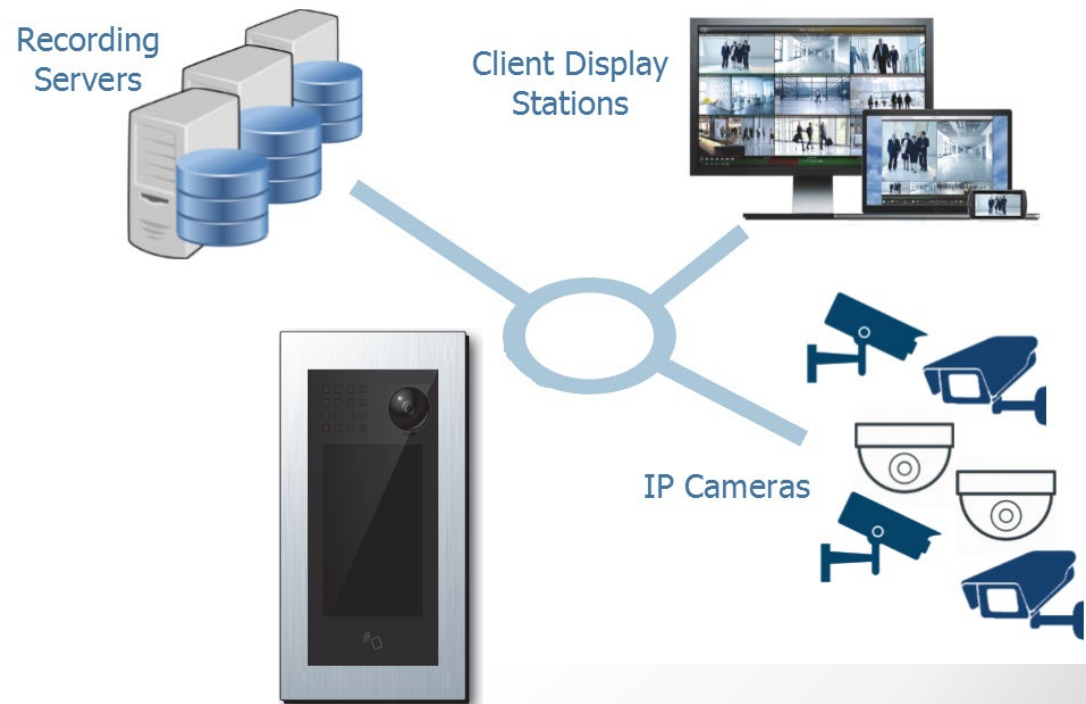 Recording
Servers
Client Display
Stations
IP Cameras